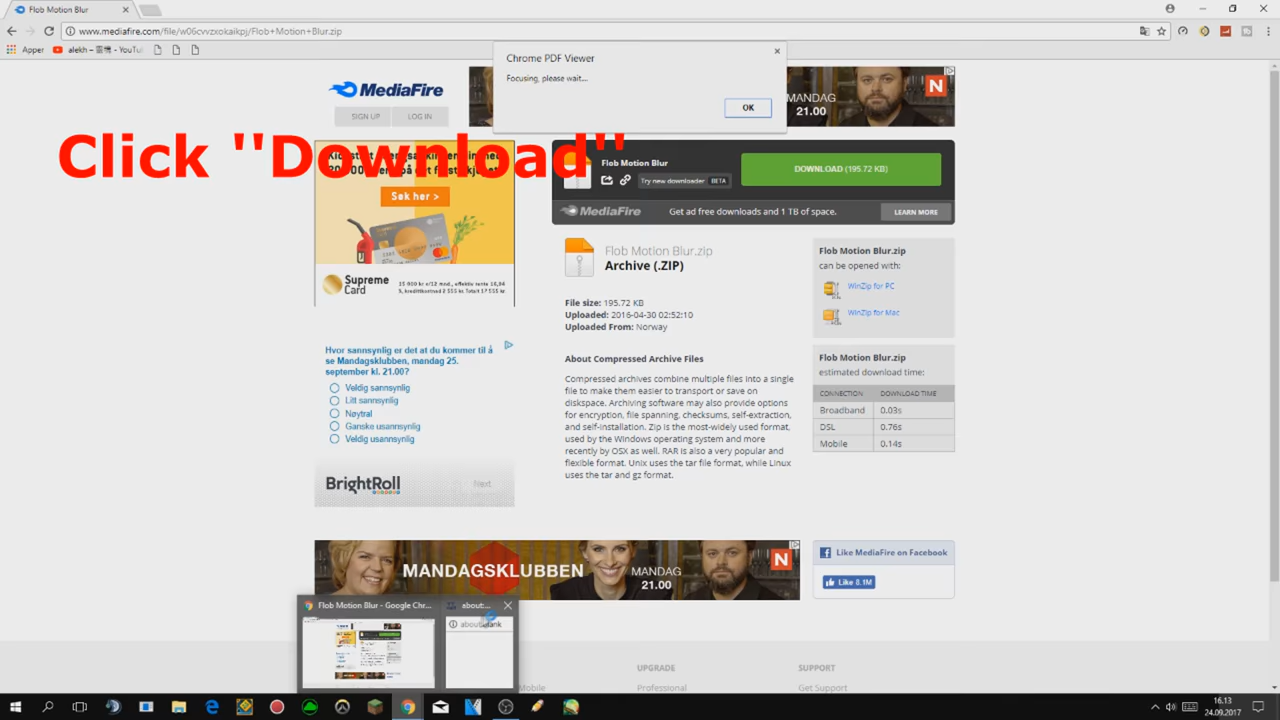 Flob Motion Blur
www.mediafire.com/file/w06cvvzxokaikpj/Flob+Motion+Blur.zip
Apper
Chrome PDF Viewer
Focusing, please wait...
OK
MediaFire
SIGN UP
LOG IN
MANDAG
21.00
N
Click "Download"
Søk her >
Supreme
Card
Flob Motion Blur
Try new downloader BETA
DOWNLOAD (195.72 KB)
MediaFire
Get ad free downloads and 1 TB of space.
LEARN MORE
Flob Motion Blur.zip
Archive (.ZIP)
File size: 195.72 KB
Uploaded: 2016-04-30 02:52:10
Uploaded From: Norway
About Compressed Archive Files
Compressed archives combine multiple files into a single
file to make them easier to transport or save on
diskspace. Archiving software may also provide options
for encryption, file spanning, checksums, self-extraction,
and self-installation. Zip is the most-widely used format,
used by the Windows operating system and more
recently by OSX as well. RAR is also a very popular and
flexible format. Unix uses the tar file format, while Linux
uses the tar and gz format.
Flob Motion Blur.zip
can be opened with:
WinZip for PC
WinZip for Mac
Flob Motion Blur.zip
estimated download time:
CONNECTION DOWNLOAD TIME
Broadband 0.03s
DSL 0.76s
Mobile 0.14s
Hvor sannsynlig er det at du kommer til å
se Mandagsklubben, mandag 25.
september kl. 21.00?
Veldig sannsynlig
Litt sannsynlig
Nøytral
Ganske usannsynlig
Veldig usannsynlig
BrightRoll
Next
MANDAGSKLUBBEN
MANDAG
21.00
N
Like MediaFire on Facebook
Like 8.1M
Flob Motion Blur - Google Chr...
about:...
Mobile
UPGRADE
Professional
SUPPORT
Get Support
16.13
24.09.2017